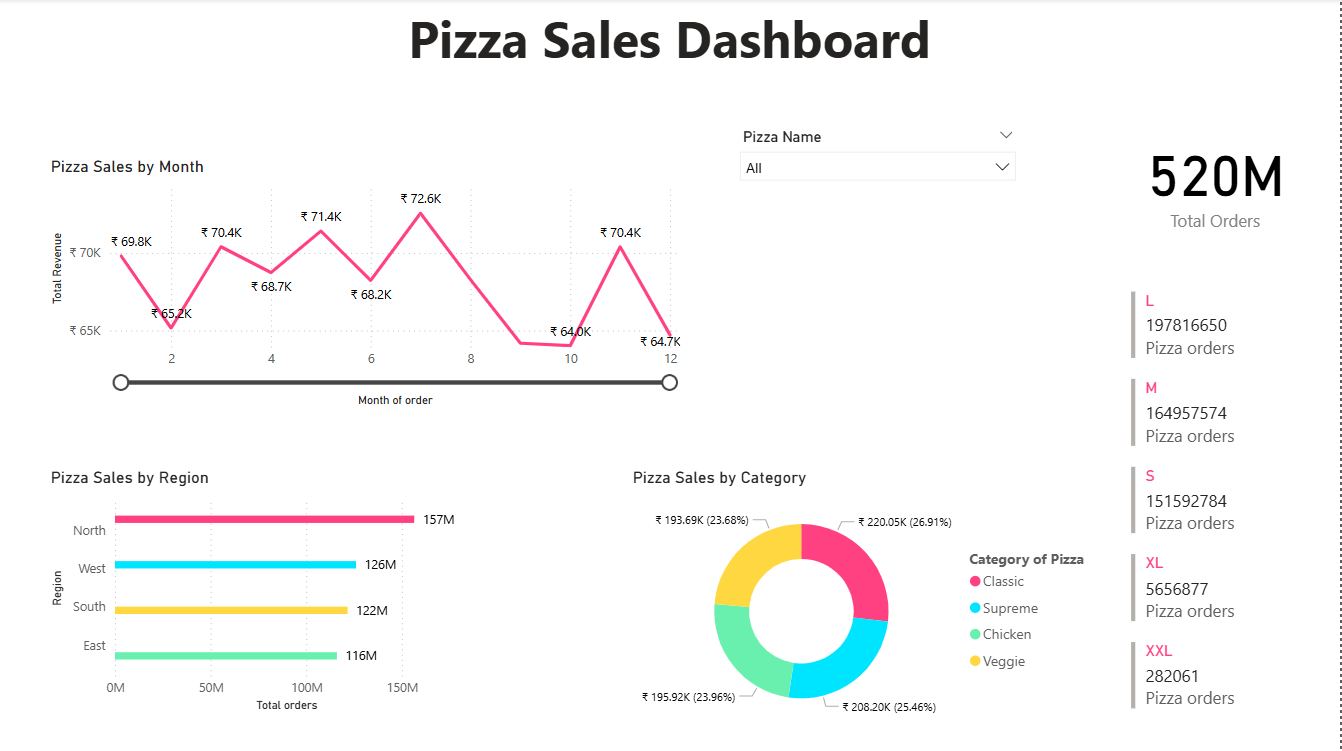 Pizza Sales Dashboard
Pizza Sales by Month
Total Revenue
₹ 70K
₹ 65K
₹ 69.8K
₹ 65.2K
₹ 70.4K
₹ 68.7K
₹ 71.4K
₹ 68.2K
₹ 72.6K
₹ 64.0K
₹ 70.4K
₹ 64.7K
2 4 6 8 10 12
Month of order
Pizza Name
All
520M
Total Orders
L
197816650
Pizza orders
M
164957574
Pizza orders
S
151592784
Pizza orders
XL
5656877
Pizza orders
XXL
282061
Pizza orders
Pizza Sales by Region
Region
North 157M
West 126M
South 122M
East 116M
0M 50M 100M 150M
Total orders
Pizza Sales by Category
₹ 193.69K (23.68%)
₹ 220.05K (26.91%)
₹ 195.92K (23.96%)
₹ 208.20K (25.46%)
Category of Pizza
Classic
Supreme
Chicken
Veggie